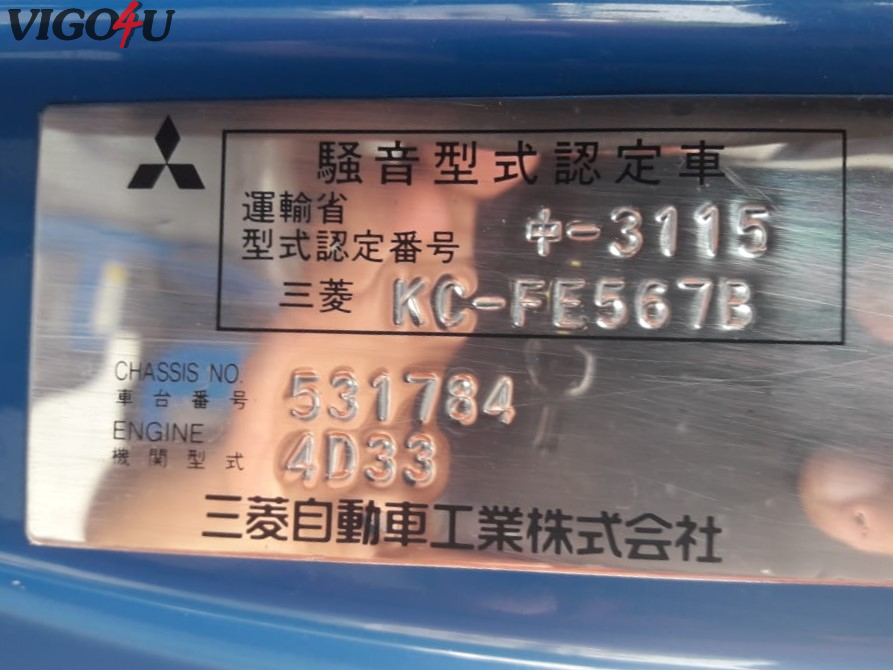 VIGO4U
騒音型式認定車
運輸省
型式認定番号 中-3115
三菱 KC-FE567B
CHASSIS NO. 531784
車台番号
ENGINE 4D33
機関型式
三菱自動車工業株式会社